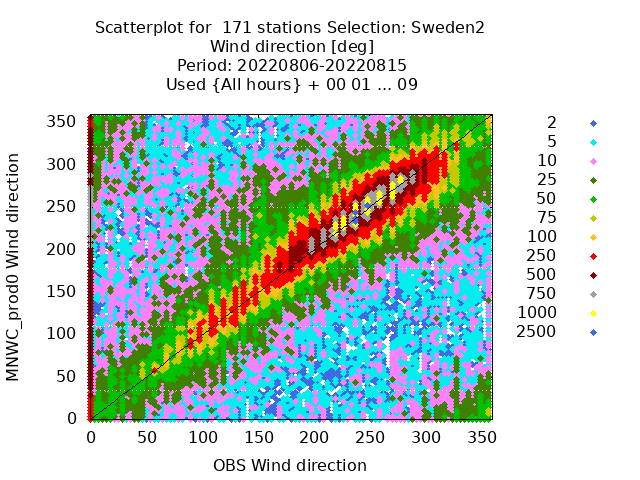 Scatterplot for  171 stations Selection: Sweden2
Wind direction [deg]
Period: 20220806-20220815
Used {All hours} + 00 01 ... 09
MNWC_prod0 Wind direction
350
300
250
200
150
100
50
0
0 50 100 150 200 250 300 350
OBS Wind direction
2
5
10
25
50
75
100
250
500
750
1000
2500